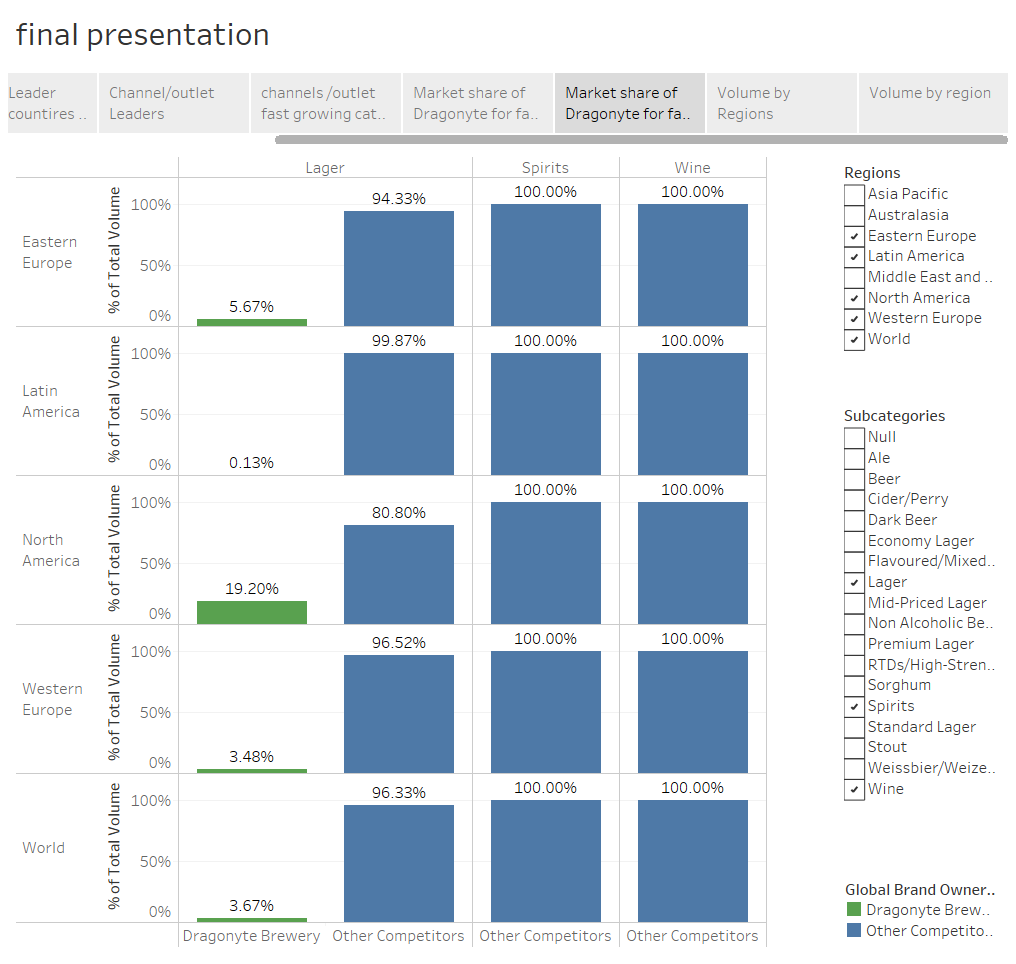 final presentation
Leader
countires ..
Channel/outlet
Leaders
channels /outlet
fast growing cat..
Market share of
Dragonyte for fa..
Market share of
Dragonyte for fa..
Volume by
Regions
Volume by region
Lager
Spirits
Wine
Eastern
Europe
% of Total Volume
100%
50%
0%
5.67%
94.33%
100.00%
100.00%
Latin
America
% of Total Volume
100%
50%
0%
0.13%
99.87%
100.00%
100.00%
North
America
% of Total Volume
100%
50%
0%
19.20%
80.80%
100.00%
100.00%
Western
Europe
% of Total Volume
100%
50%
0%
3.48%
96.52%
100.00%
100.00%
World
% of Total Volume
100%
50%
0%
3.67%
96.33%
100.00%
100.00%
Dragonyte Brewery
Other Competitors
Other Competitors
Other Competitors
Regions
Asia Pacific
Australasia
Eastern Europe
Latin America
Middle East and ..
North America
Western Europe
World
Subcategories
Null
Ale
Beer
Cider/Perry
Dark Beer
Economy Lager
Flavoured/Mixed..
Lager
Mid-Priced Lager
Non Alcoholic Be..
Premium Lager
RTDs/High-Stren..
Sorghum
Spirits
Standard Lager
Stout
Weissbier/Weize..
Wine
Global Brand Owner..
Dragonyte Brew..
Other Competito..